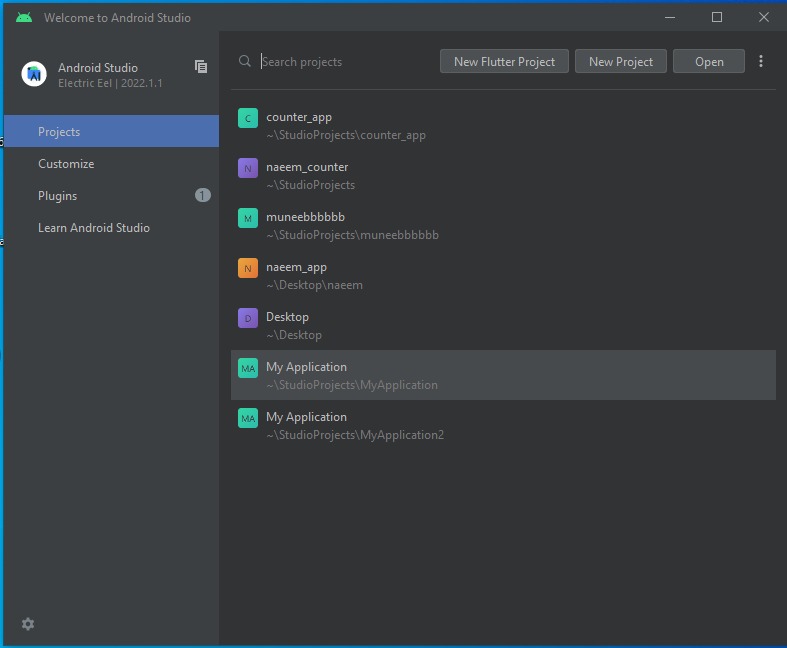 Welcome to Android Studio
Android Studio
Electric Eel | 2022.1.1
Projects
Customize
Plugins
1
Learn Android Studio
Search projects
New Flutter Project
New Project
Open
C
counter_app
~\StudioProjects\counter_app
N
naeem_counter
~\StudioProjects
M
muneebbbbbb
~\StudioProjects\muneebbbbbb
N
naeem_app
~\Desktop\naeem
D
Desktop
~\Desktop
MA
My Application
~\StudioProjects\MyApplication
MA
My Application
~\StudioProjects\MyApplication2